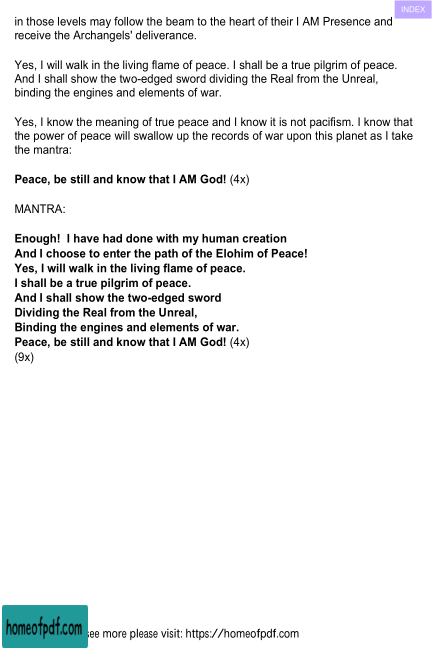 INDEX
in those levels may follow the beam to the heart of their I AM Presence and
receive the Archangels' deliverance.
Yes, I will walk in the living flame of peace. I shall be a true pilgrim of peace.
And I shall show the two-edged sword dividing the Real from the Unreal,
binding the engines and elements of war.
Yes, I know the meaning of true peace and I know it is not pacifism. I know that
the power of peace will swallow up the records of war upon this planet as I take
the mantra:
Peace, be still and know that I AM God! (4x)
MANTRA:
Enough!  I have had done with my human creation
And I choose to enter the path of the Elohim of Peace!
Yes, I will walk in the living flame of peace.
I shall be a true pilgrim of peace.
And I shall show the two-edged sword
Dividing the Real from the Unreal,
Binding the engines and elements of war.
Peace, be still and know that I AM God! (4x)
(9x)
homeofpdf.com see more please visit: https://homeofpdf.com